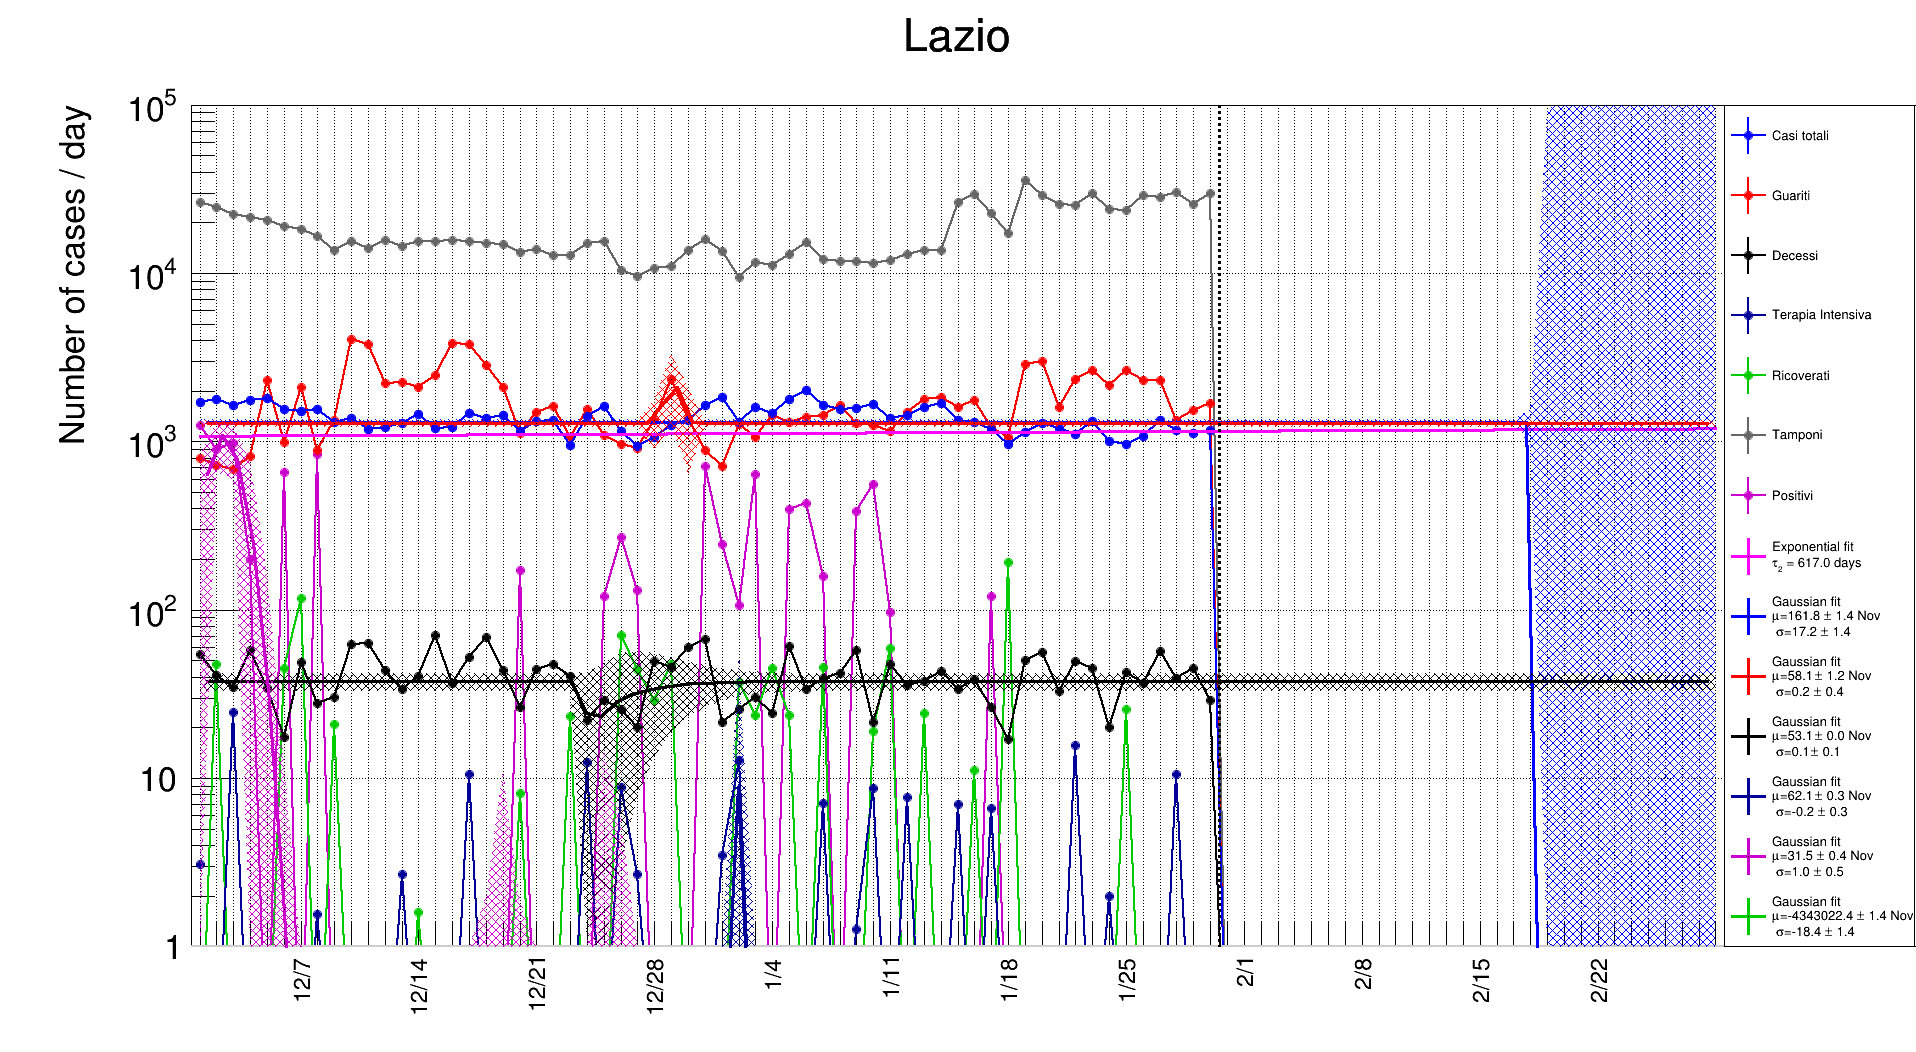 Lazio
Number of cases / day
10^5
10^4
10^3
10^2
10
1
12/7
12/14
12/21
12/28
1/4
1/11
1/18
1/25
2/1
2/8
2/15
2/22
Casi totali
Guariti
Decessi
Terapia Intensiva
Ricoverati
Tamponi
Positivi
Exponential fit
τ_2 = 617.0 days
Gaussian fit
μ=161.8 ± 1.4 Nov
σ=17.2 ± 1.4
Gaussian fit
μ=58.1 ± 1.2 Nov
σ=0.2 ± 0.4
Gaussian fit
μ=53.1 ± 0.0 Nov
σ=0.1 ± 0.1
Gaussian fit
μ=62.1 ± 0.3 Nov
σ=-0.2 ± 0.3
Gaussian fit
μ=31.5 ± 0.4 Nov
σ=1.0 ± 0.5
Gaussian fit
μ=-4343022.4 ± 1.4 Nov
σ=-18.4 ± 1.4